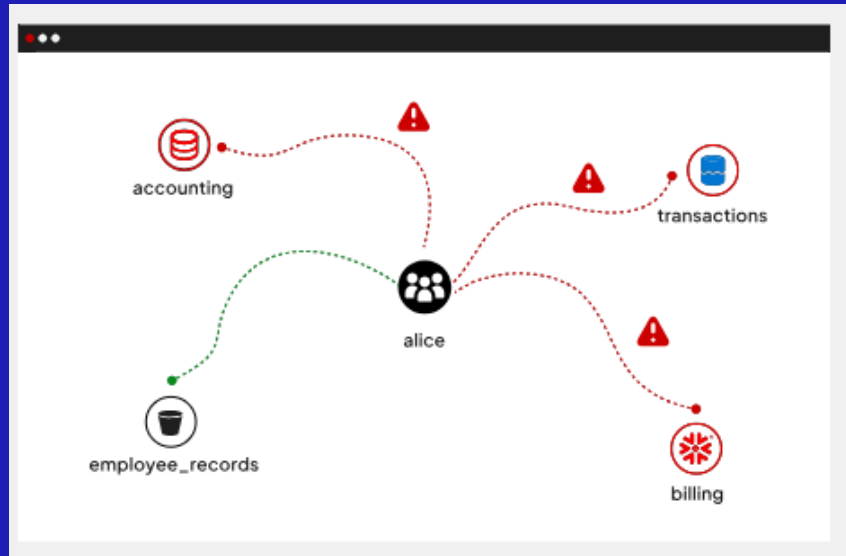 accounting
transactions
alice
employee_records
billing